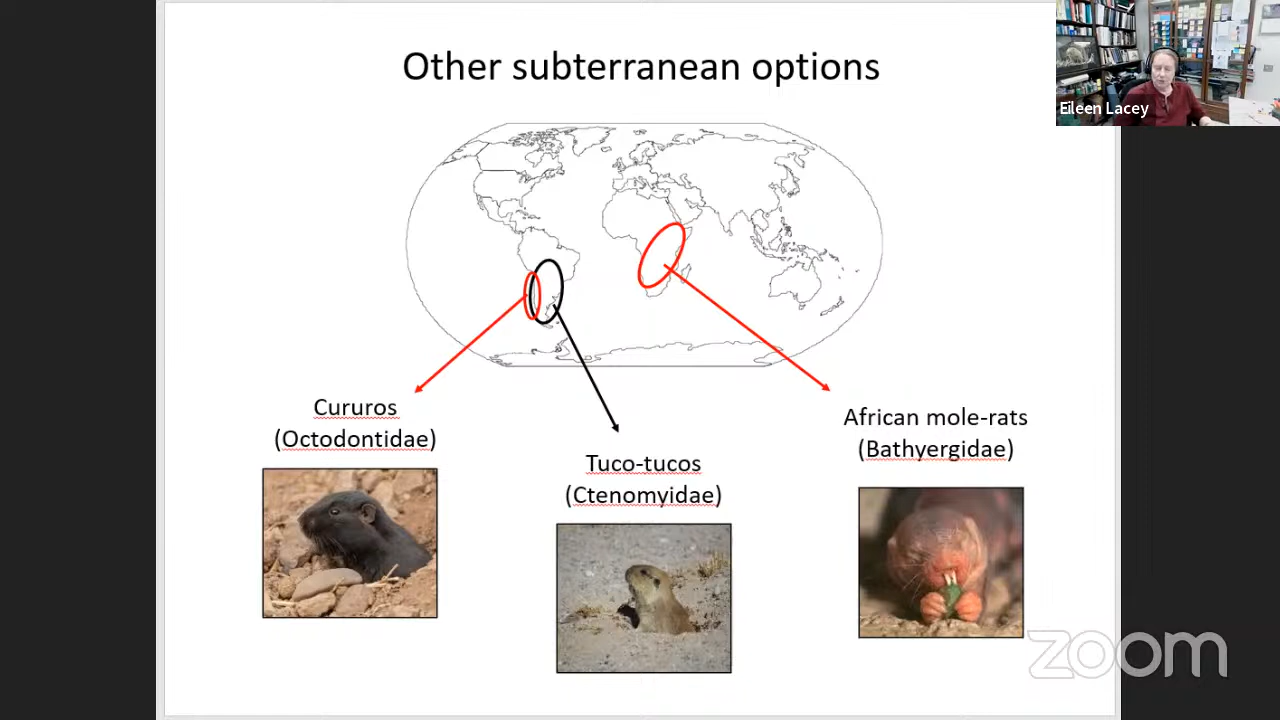 Other subterranean options
Eileen Lacey
Cururos
(Octodontidae)
Tuco-tucos
(Ctenomyidae)
African mole-rats
(Bathyergidae)
zoom